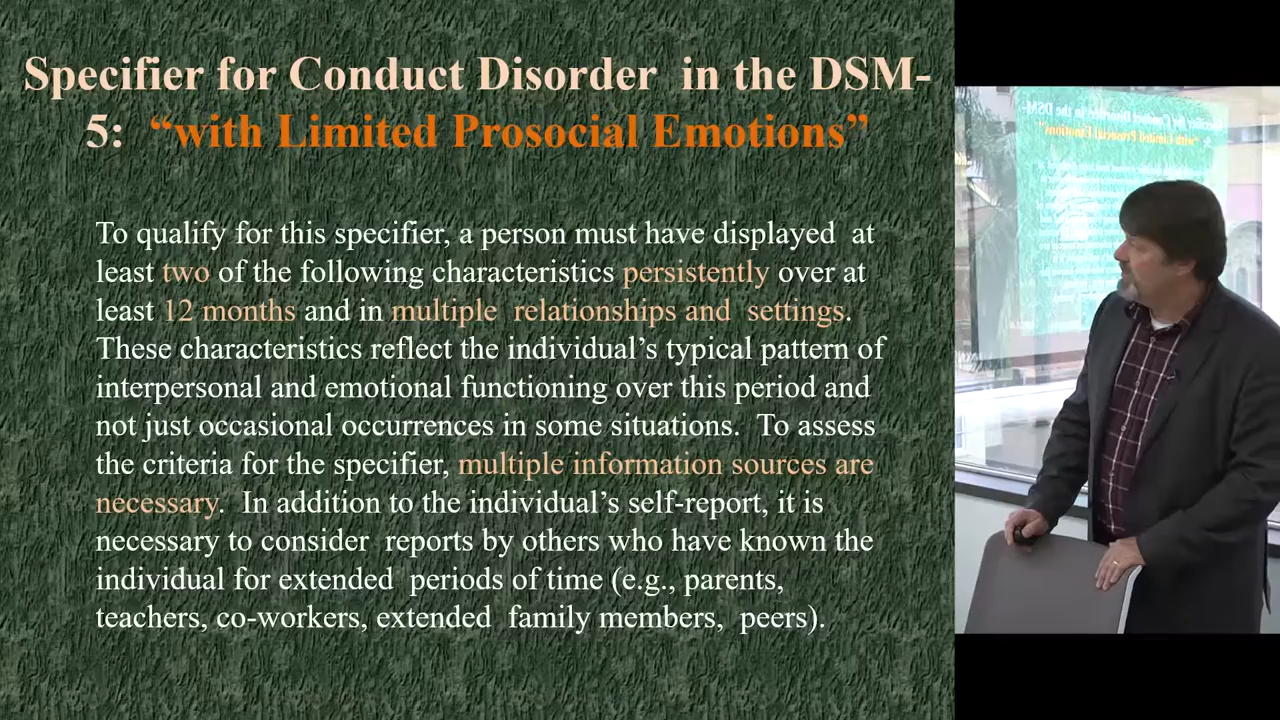 Specifier for Conduct Disorder in the DSM-
5: “with Limited Prosocial Emotions”
To qualify for this specifier, a person must have displayed at
least two of the following characteristics persistently over at
least 12 months and in multiple relationships and settings.
These characteristics reflect the individual’s typical pattern of
interpersonal and emotional functioning over this period and
not just occasional occurrences in some situations. To assess
the criteria for the specifier, multiple information sources are
necessary. In addition to the individual’s self-report, it is
necessary to consider reports by others who have known the
individual for extended periods of time (e.g., parents,
teachers, co-workers, extended family members, peers).